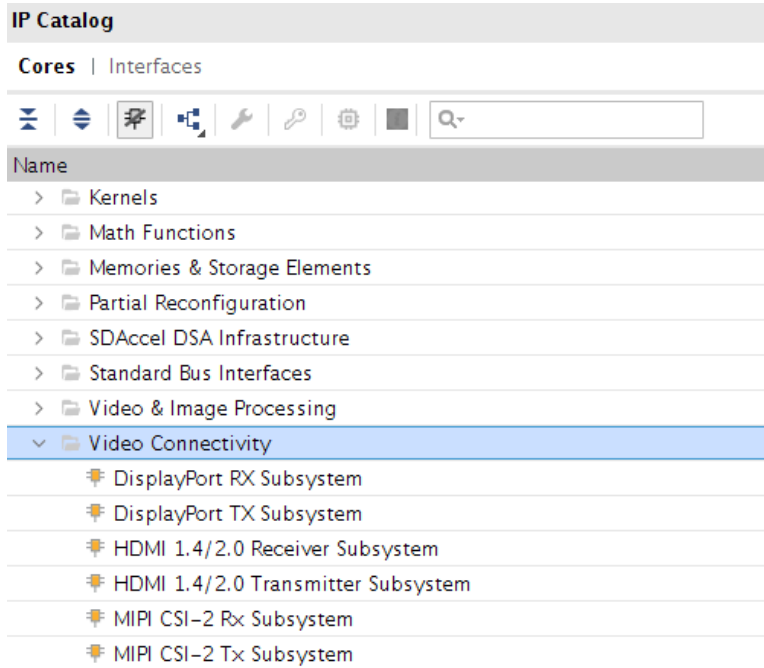 IP Catalog
Cores | Interfaces
Name
Kernels
Math Functions
Memories & Storage Elements
Partial Reconfiguration
SDAccel DSA Infrastructure
Standard Bus Interfaces
Video & Image Processing
Video Connectivity
DisplayPort RX Subsystem
DisplayPort TX Subsystem
HDMI 1.4/2.0 Receiver Subsystem
HDMI 1.4/2.0 Transmitter Subsystem
MIPI CSI-2 Rx Subsystem
MIPI CSI-2 Tx Subsystem